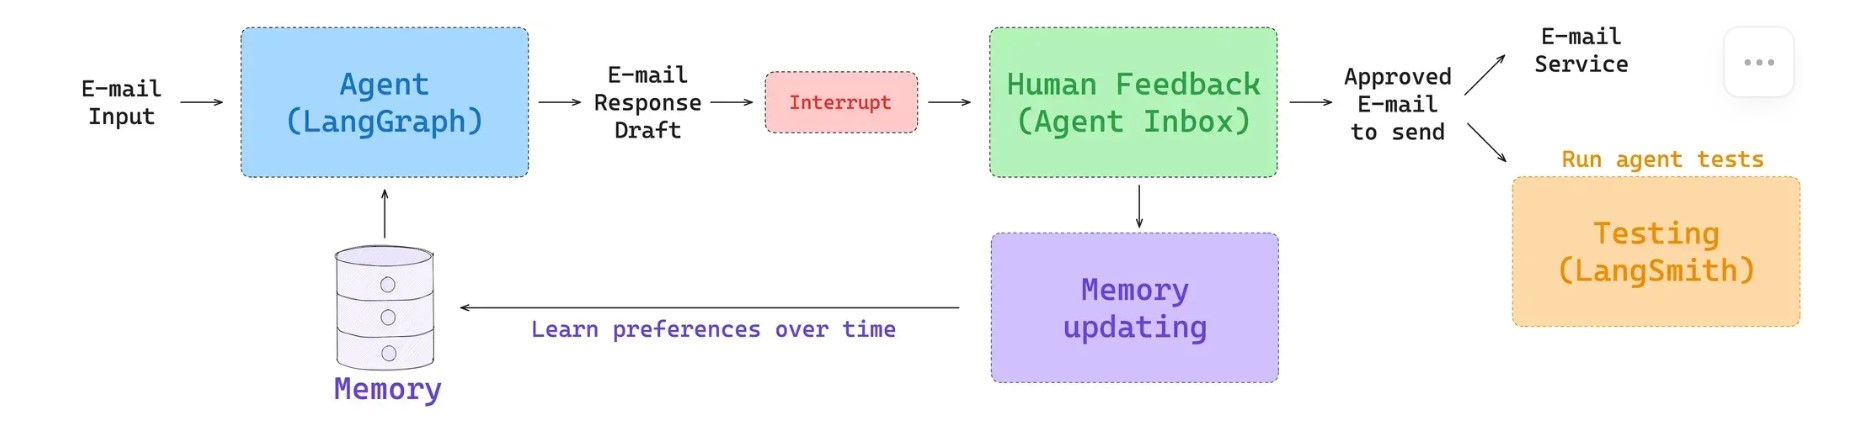 E-mail
Input
Agent
(LangGraph)
E-mail
Response
Draft
Interrupt
Human Feedback
(Agent Inbox)
Approved
E-mail
to send
E-mail
Service
Run agent tests
Testing
(LangSmith)
Memory
updating
Learn preferences over time
Memory